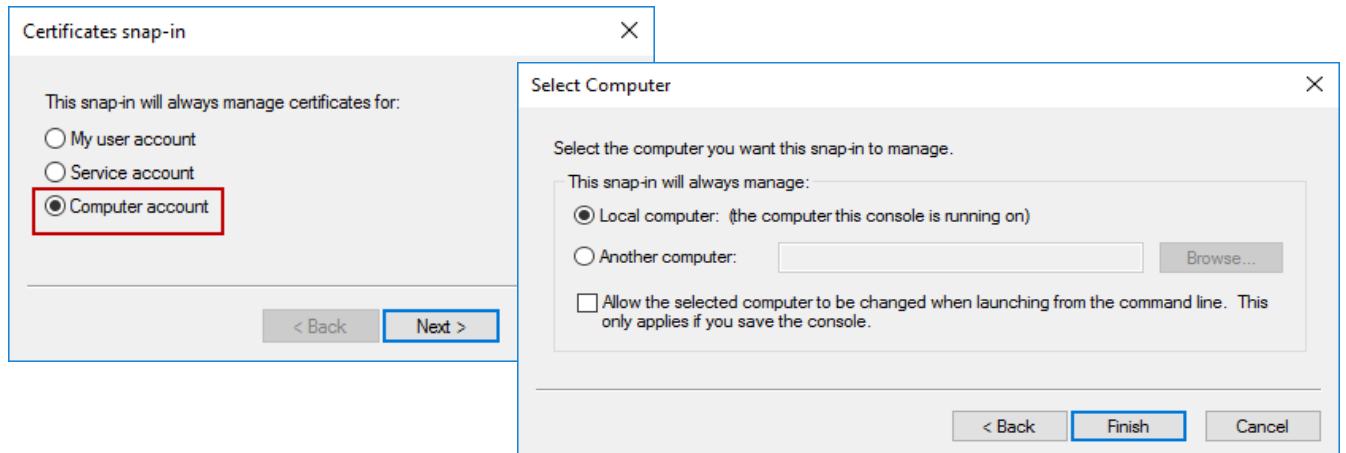 Certificates snap-in
This snap-in will always manage certificates for:
My user account
Service account
Computer account
< Back
Next >
Select Computer
Select the computer you want this snap-in to manage.
This snap-in will always manage:
Local computer: (the computer this console is running on)
Another computer:
Browse...
Allow the selected computer to be changed when launching from the command line. This
only applies if you save the console.
< Back
Finish
Cancel